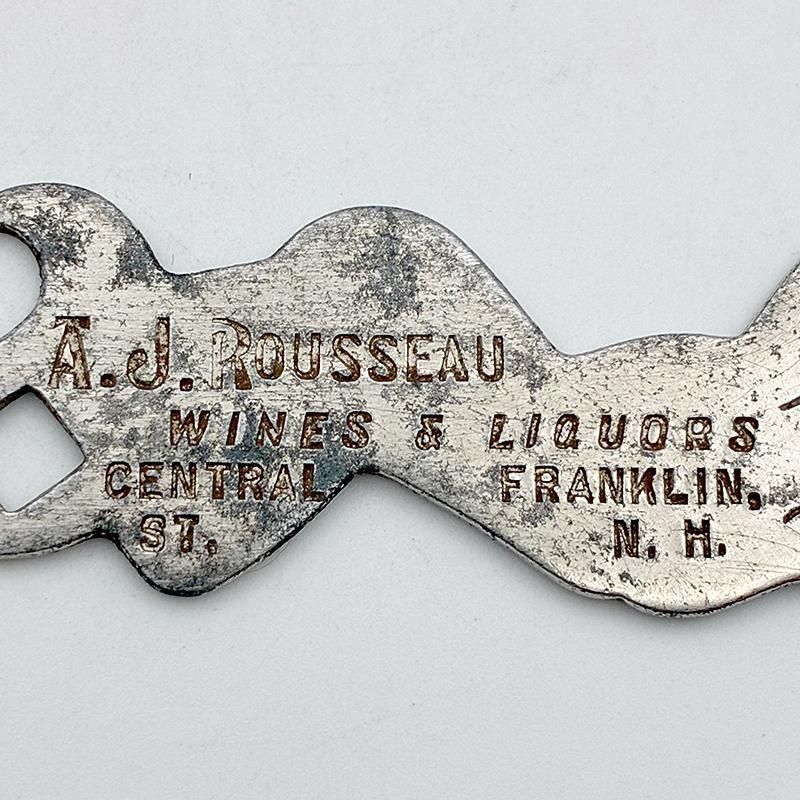 A. J. ROUSSEAU
WINES & LIQUORS
CENTRAL FRANKLIN,
ST. N. H.